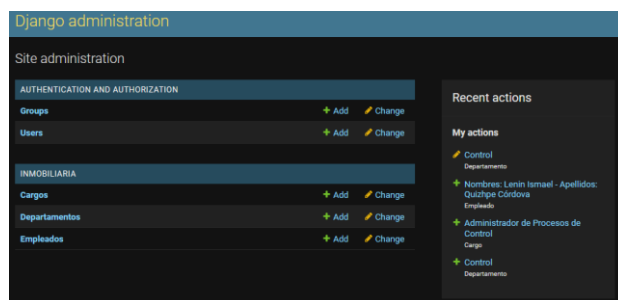 Django administration
Site administration
AUTHENTICATION AND AUTHORIZATION
Groups + Add Change
Users + Add Change
INMOBILIARIA
Cargos + Add Change
Departamentos + Add Change
Empleados + Add Change
Recent actions
My actions
Control
Departamento
+ Nombres: Lenin Ismael - Apellidos:
Quizhpe Córdova
Empleado
+ Administrador de Procesos de
Control
Cargo
+ Control
Departamento